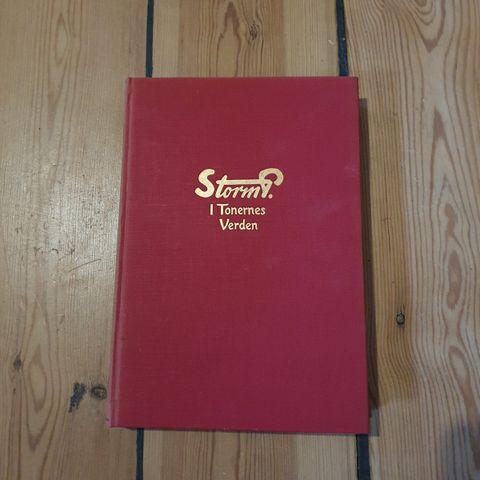 Storm P.
I Tonernes
Verden